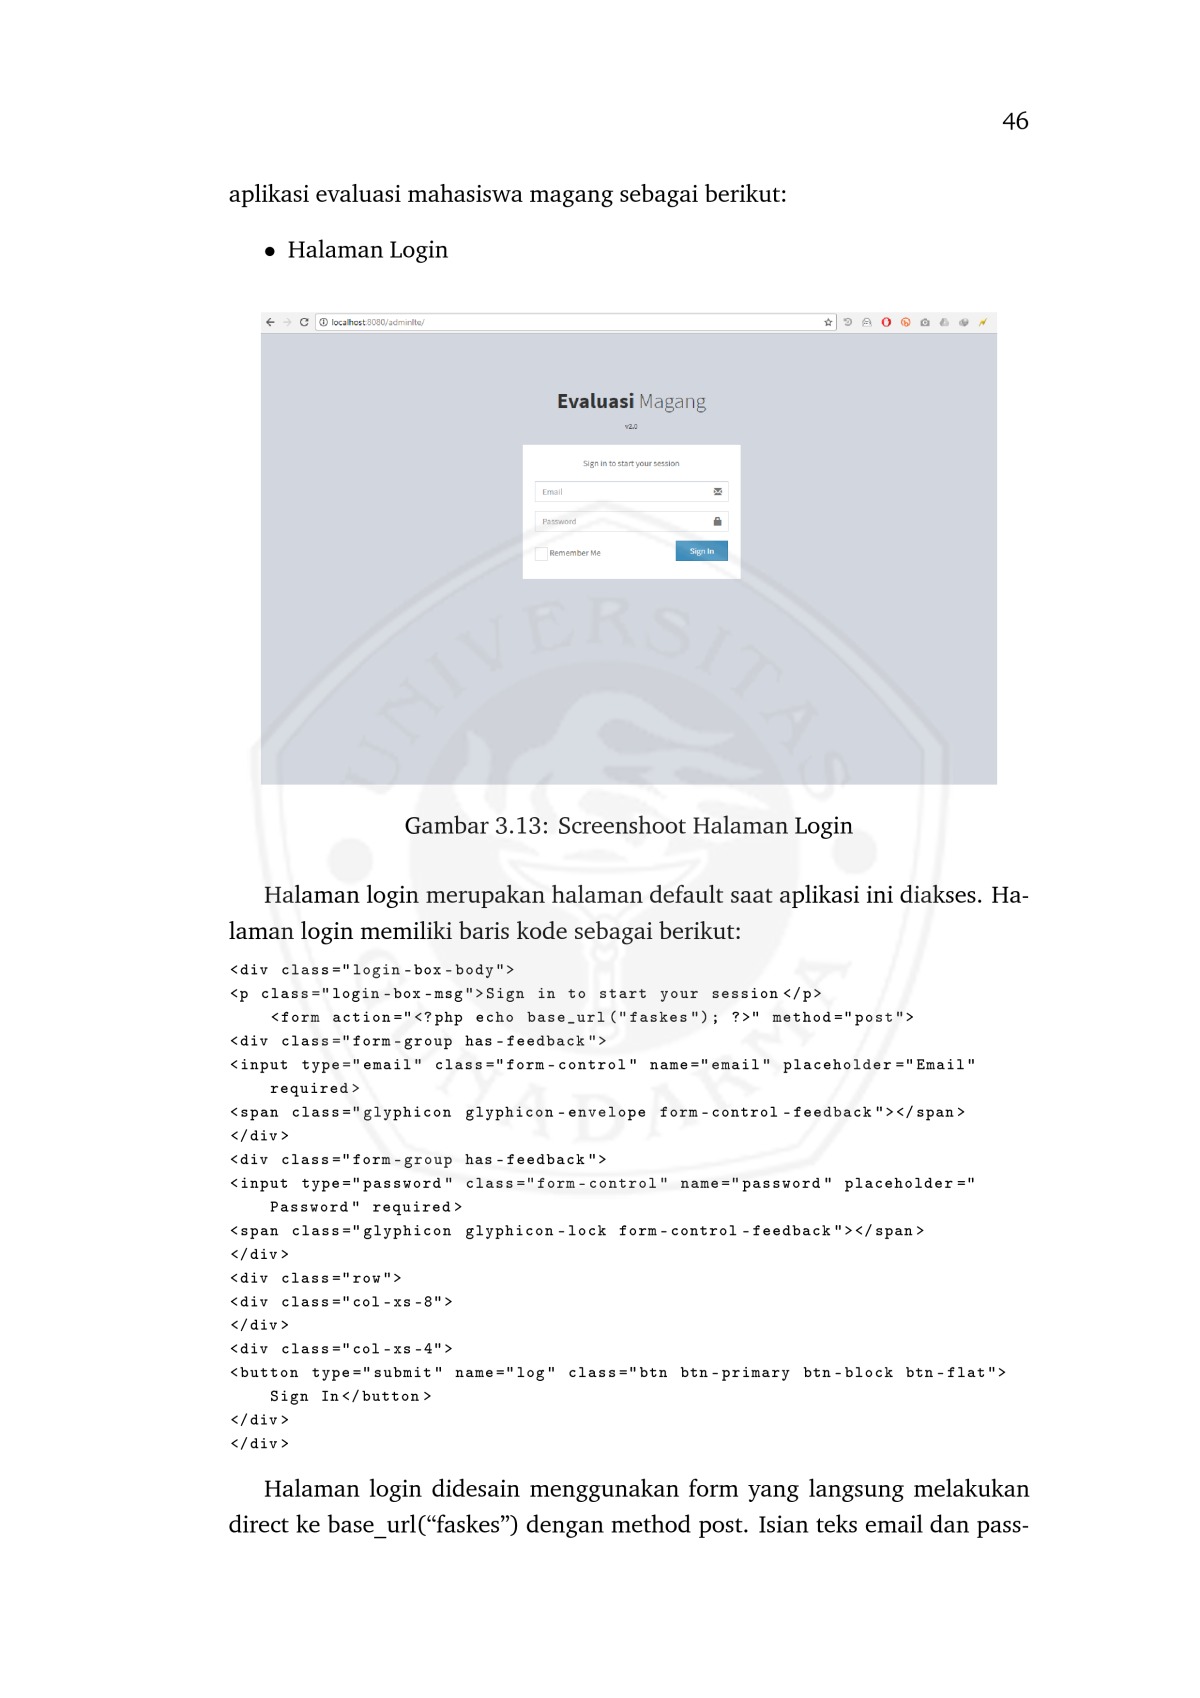 46
aplikasi evaluasi mahasiswa magang sebagai berikut:
• Halaman Login
localhost:8080/adminlte/
Evaluasi Magang
v2.0
Sign in to start your session
Email
Password
Remember Me
Sign In
UNIVERSITAS
Gambar 3.13: Screenshoot Halaman Login
Halaman login merupakan halaman default saat aplikasi ini diakses. Ha-
laman login memiliki baris kode sebagai berikut:
<div class="login-box-body">
<p class="login-box-msg">Sign in to start your session</p>
<form action="<?php echo base_url("faskes"); ?>" method="post">
<div class="form-group has-feedback">
<input type="email" class="form-control" name="email" placeholder="Email"
required>
<span class="glyphicon glyphicon-envelope form-control-feedback"></span>
</div>
<div class="form-group has-feedback">
<input type="password" class="form-control" name="password" placeholder="
Password" required>
<span class="glyphicon glyphicon-lock form-control-feedback"></span>
</div>
<div class="row">
<div class="col-xs-8">
</div>
<div class="col-xs-4">
<button type="submit" name="log" class="btn btn-primary btn-block btn-flat">
Sign In</button>
</div>
</div>
BINADARMA
Halaman login didesain menggunakan form yang langsung melakukan
direct ke base_url(“faskes”) dengan method post. Isian teks email dan pass-